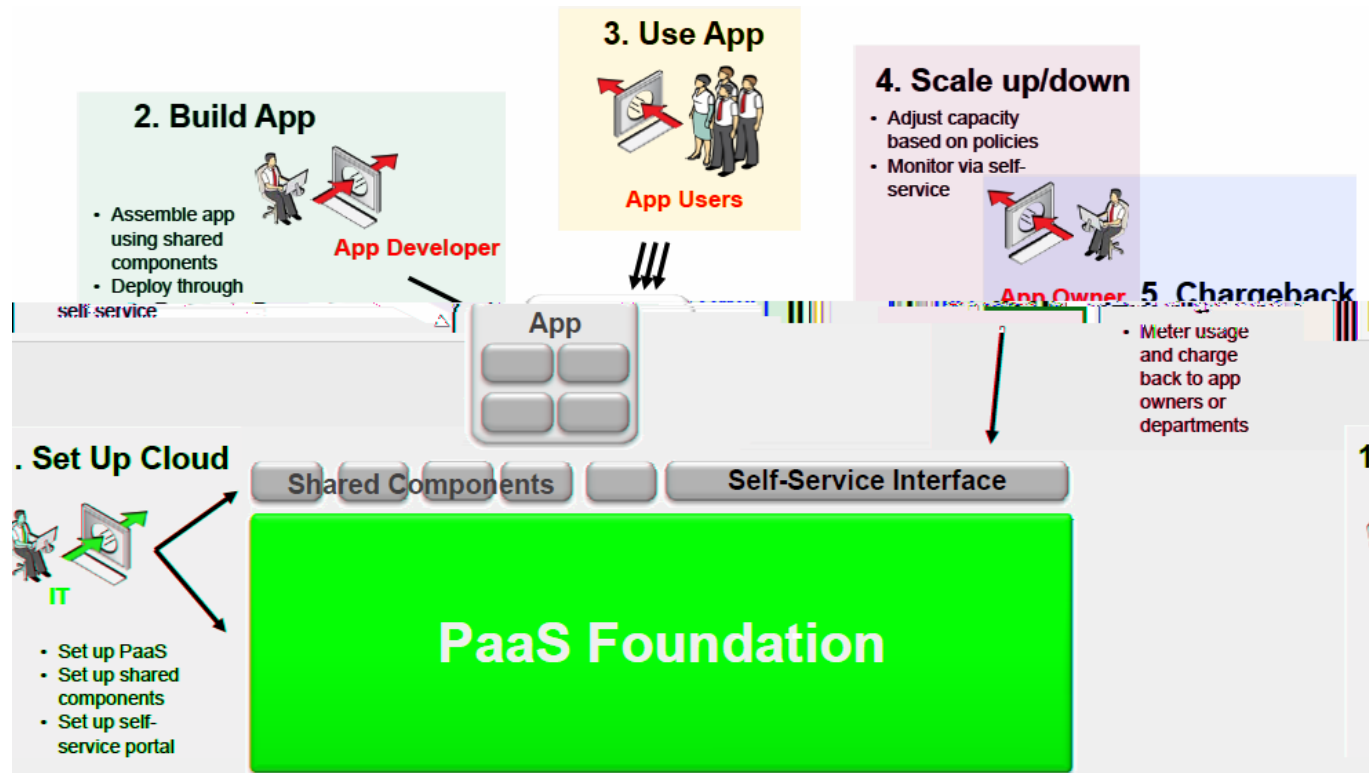 3. Use App
App Users
4. Scale up/down
• Adjust capacity
based on policies
• Monitor via self-
service
App Owner
2. Build App
• Assemble app
using shared
components
• Deploy through
self-service
App Developer
5 Chargeback
• Meter usage
and charge
back to app
owners or
departments
App
. Set Up Cloud
1
IT
• Set up PaaS
• Set up shared
components
• Set up self-
service portal
Shared Components
Self-Service Interface
PaaS Foundation